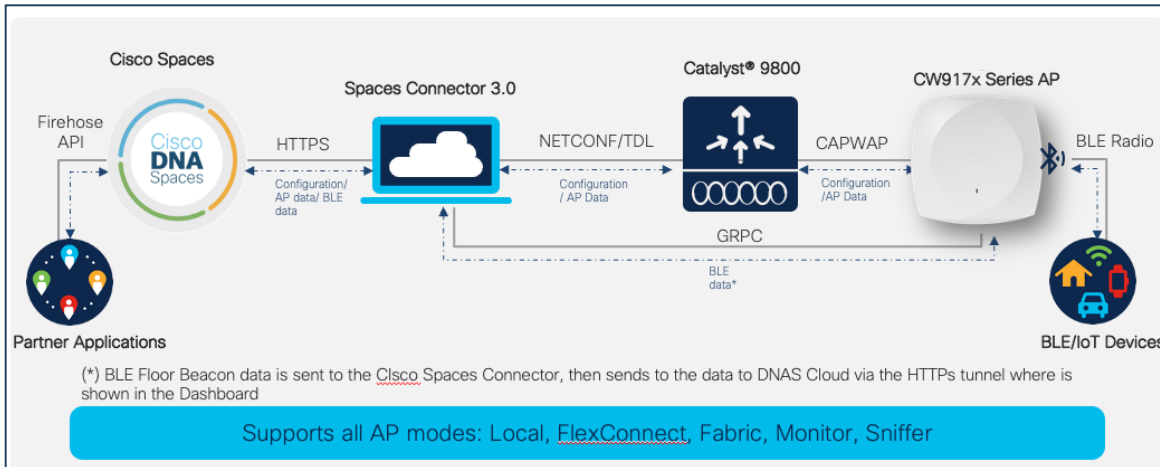 Cisco Spaces
Spaces Connector 3.0
Catalyst® 9800
CW917x Series AP
Firehose
API
Cisco
DNA
Spaces
HTTPS
NETCONF/TDL
CAPWAP
BLE Radio
Configuration/
AP data/ BLE
data
Configuration
/ AP Data
Configuration
/AP Data
GRPC
BLE
data*
Partner Applications
BLE/IoT Devices
(*) BLE Floor Beacon data is sent to the CIsco Spaces Connector, then sends to the data to DNAS Cloud via the HTTPs tunnel where is
shown in the Dashboard
Supports all AP modes: Local, FlexConnect, Fabric, Monitor, Sniffer